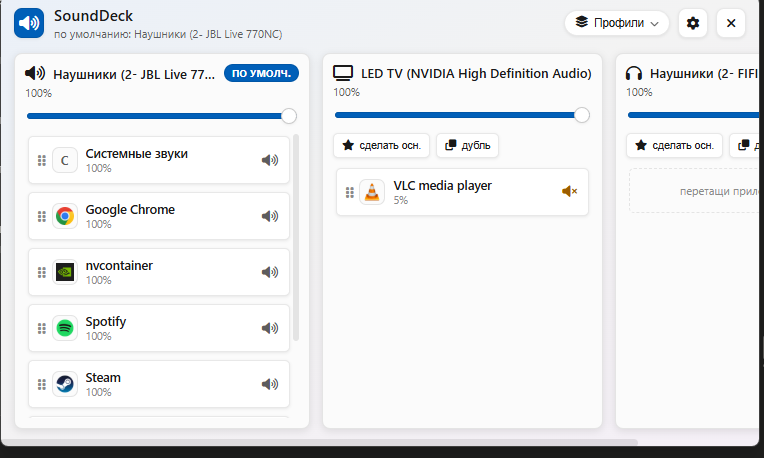 SoundDeck
по умолчанию: Наушники (2- JBL Live 770NC)
Профили
Наушники (2- JBL Live 77...
ПО УМОЛЧ.
100%
Системные звуки
100%
Google Chrome
100%
nvcontainer
100%
Spotify
100%
Steam
100%
LED TV (NVIDIA High Definition Audio)
100%
сделать осн.
дубль
VLC media player
5%
Наушники (2- FIFI
100%
сделать осн.
перетащи